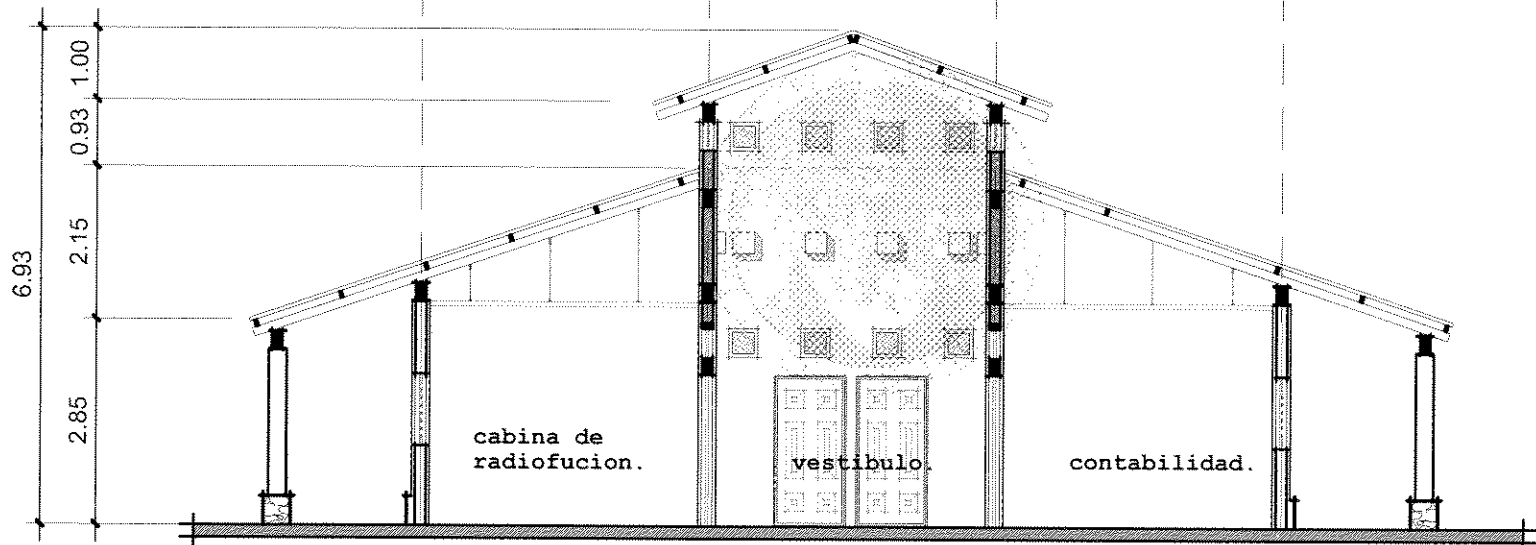 1.00
0.93
2.15
6.93
2.85
cabina de
radiofucion.
vestibulo.
contabilidad.